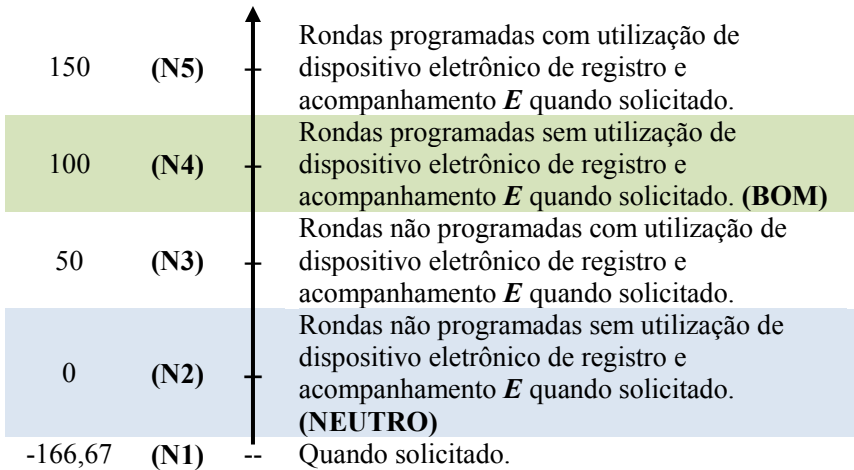 Rondas programadas com utilização de
150 (N5) dispositivo eletrônico de registro e
acompanhamento E quando solicitado.
Rondas programadas sem utilização de
100 (N4) dispositivo eletrônico de registro e
acompanhamento E quando solicitado. (BOM)
Rondas não programadas com utilização de
50 (N3) dispositivo eletrônico de registro e
acompanhamento E quando solicitado.
Rondas não programadas sem utilização de
dispositivo eletrônico de registro e
0 (N2) acompanhamento E quando solicitado.
(NEUTRO)
-166,67 (N1) -- Quando solicitado.